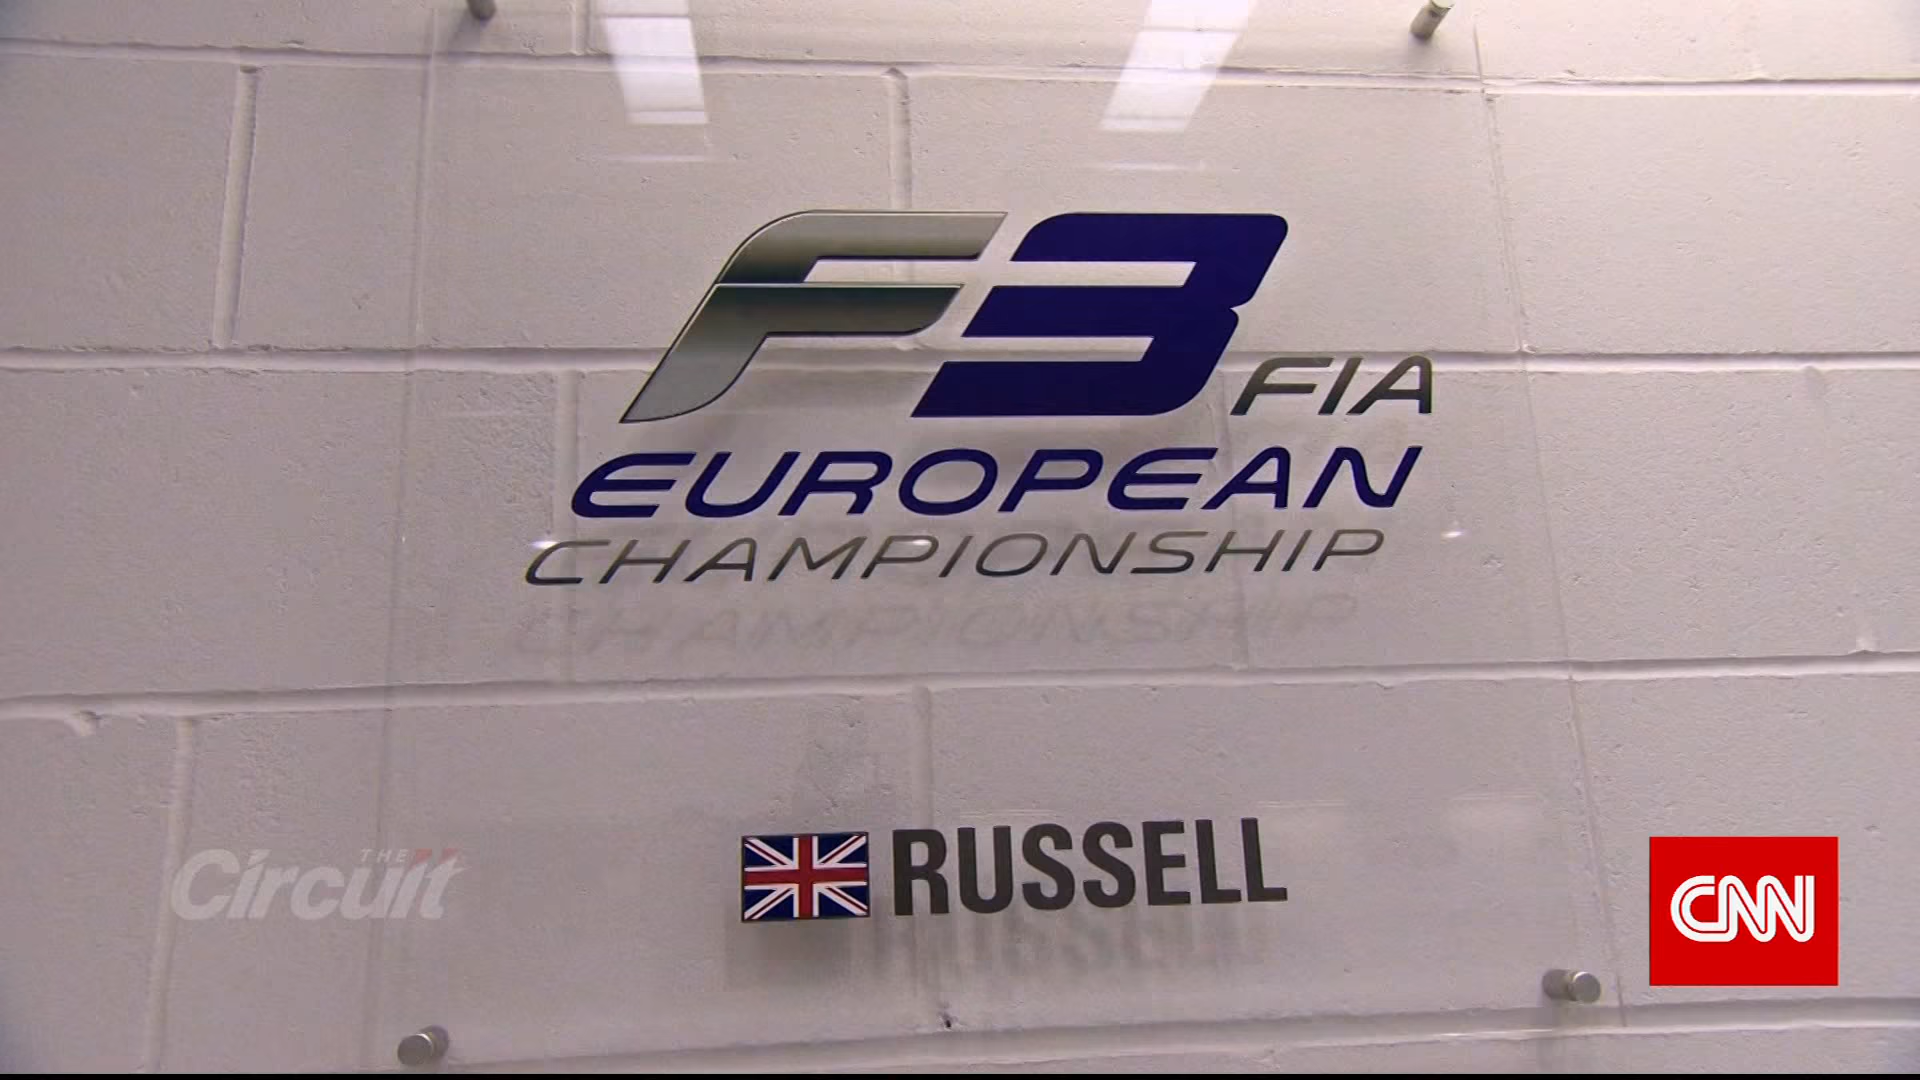 F3 FIA
EUROPEAN
CHAMPIONSHIP
RUSSELL
THE
Circuit
CNN